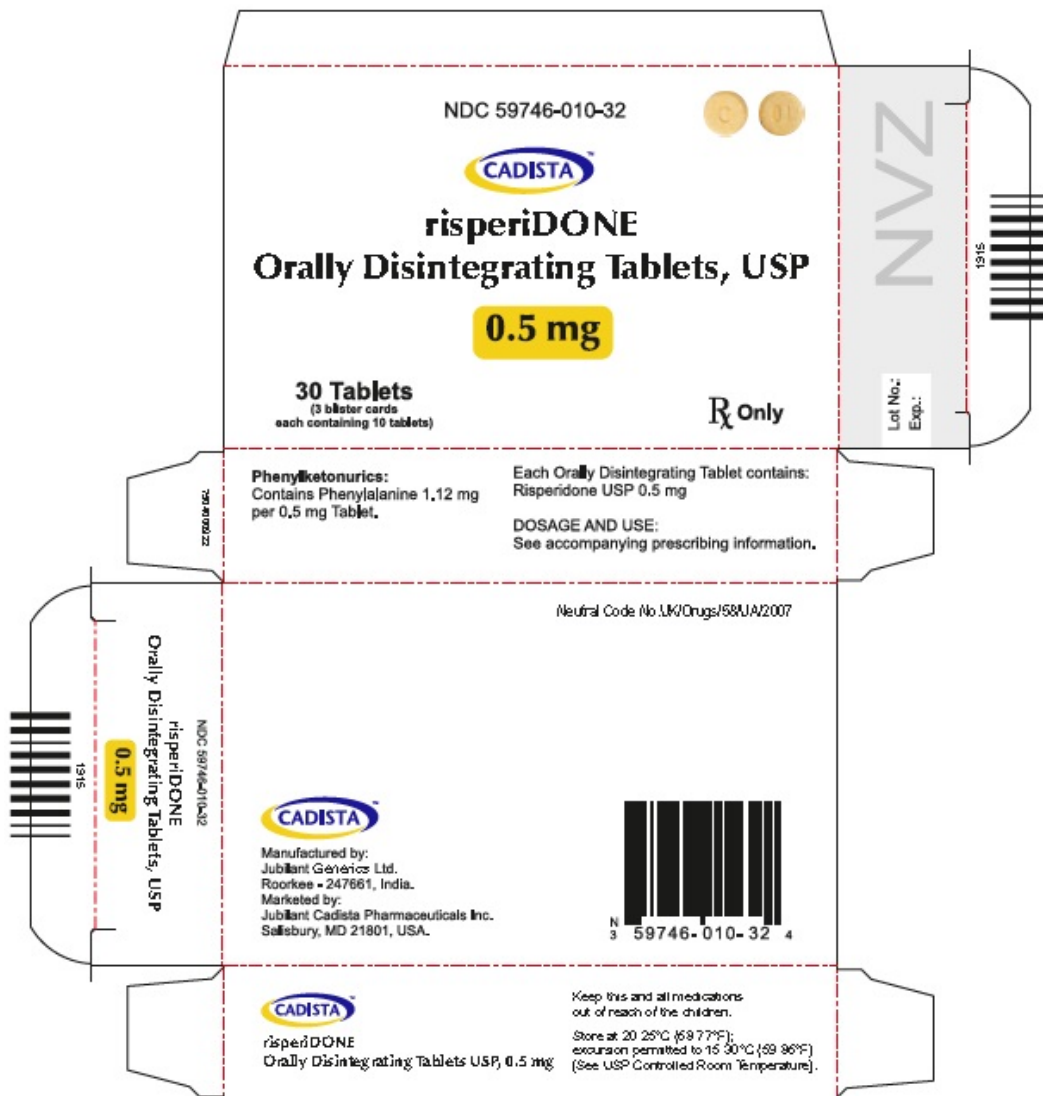 NDC 59746-010-32
CADISTA™
risperiDONE
Orally Disintegrating Tablets, USP
0.5 mg
30 Tablets
(3 blister cards
each containing 10 tablets)
Rx Only
NVZ
Lot No.:
Exp.:
1915
Phenylketonurics:
Contains Phenylalanine 1.12 mg
per 0.5 mg Tablet.
Each Orally Disintegrating Tablet contains:
Risperidone USP 0.5 mg
DOSAGE AND USE:
See accompanying prescribing information.
Neutral Code No.UK/Drugs/58/UA/2007
NDC 59746-010-32
risperiDONE
Orally Disintegrating Tablets, USP
0.5 mg
1915
CADISTA™
Manufactured by:
Jubilant Generics Ltd.
Roorkee - 247661, India.
Marketed by:
Jubilant Cadista Pharmaceuticals Inc.
Salisbury, MD 21801, USA.
N
3 59746-010-32 4
CADISTA™
risperiDONE
Orally Disintegrating Tablets USP, 0.5 mg
Keep this and all medications
out of reach of the children.
Store at 20 25°C (68 77°F);
excursion permitted to 15 30°C (59 86°F)
(See USP Controlled Room Temperature).